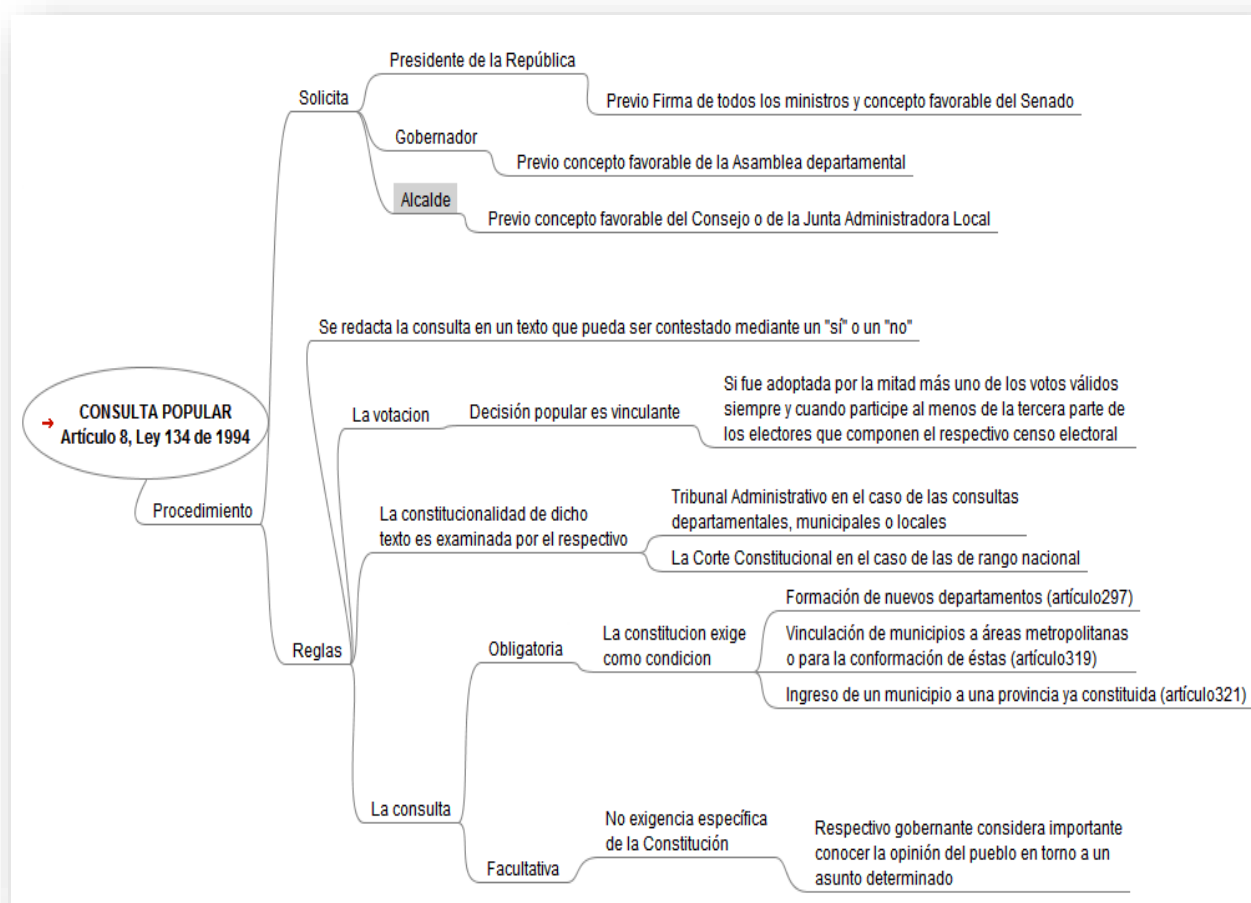 CONSULTA POPULAR
Artículo 8, Ley 134 de 1994
Procedimiento
Solicita
Presidente de la República
Previo Firma de todos los ministros y concepto favorable del Senado
Gobernador
Previo concepto favorable de la Asamblea departamental
Alcalde
Previo concepto favorable del Consejo o de la Junta Administradora Local
Reglas
Se redacta la consulta en un texto que pueda ser contestado mediante un "sí" o un "no"
La votacion
Decisión popular es vinculante
Si fue adoptada por la mitad más uno de los votos válidos
siempre y cuando participe al menos de la tercera parte de
los electores que componen el respectivo censo electoral
La constitucionalidad de dicho
texto es examinada por el respectivo
Tribunal Administrativo en el caso de las consultas
departamentales, municipales o locales
La Corte Constitucional en el caso de las de rango nacional
La consulta
Obligatoria
La constitucion exige
como condicion
Formación de nuevos departamentos (artículo297)
Vinculación de municipios a áreas metropolitanas
o para la conformación de éstas (artículo319)
Ingreso de un municipio a una provincia ya constituida (artículo321)
Facultativa
No exigencia específica
de la Constitución
Respectivo gobernante considera importante
conocer la opinión del pueblo en torno a un
asunto determinado